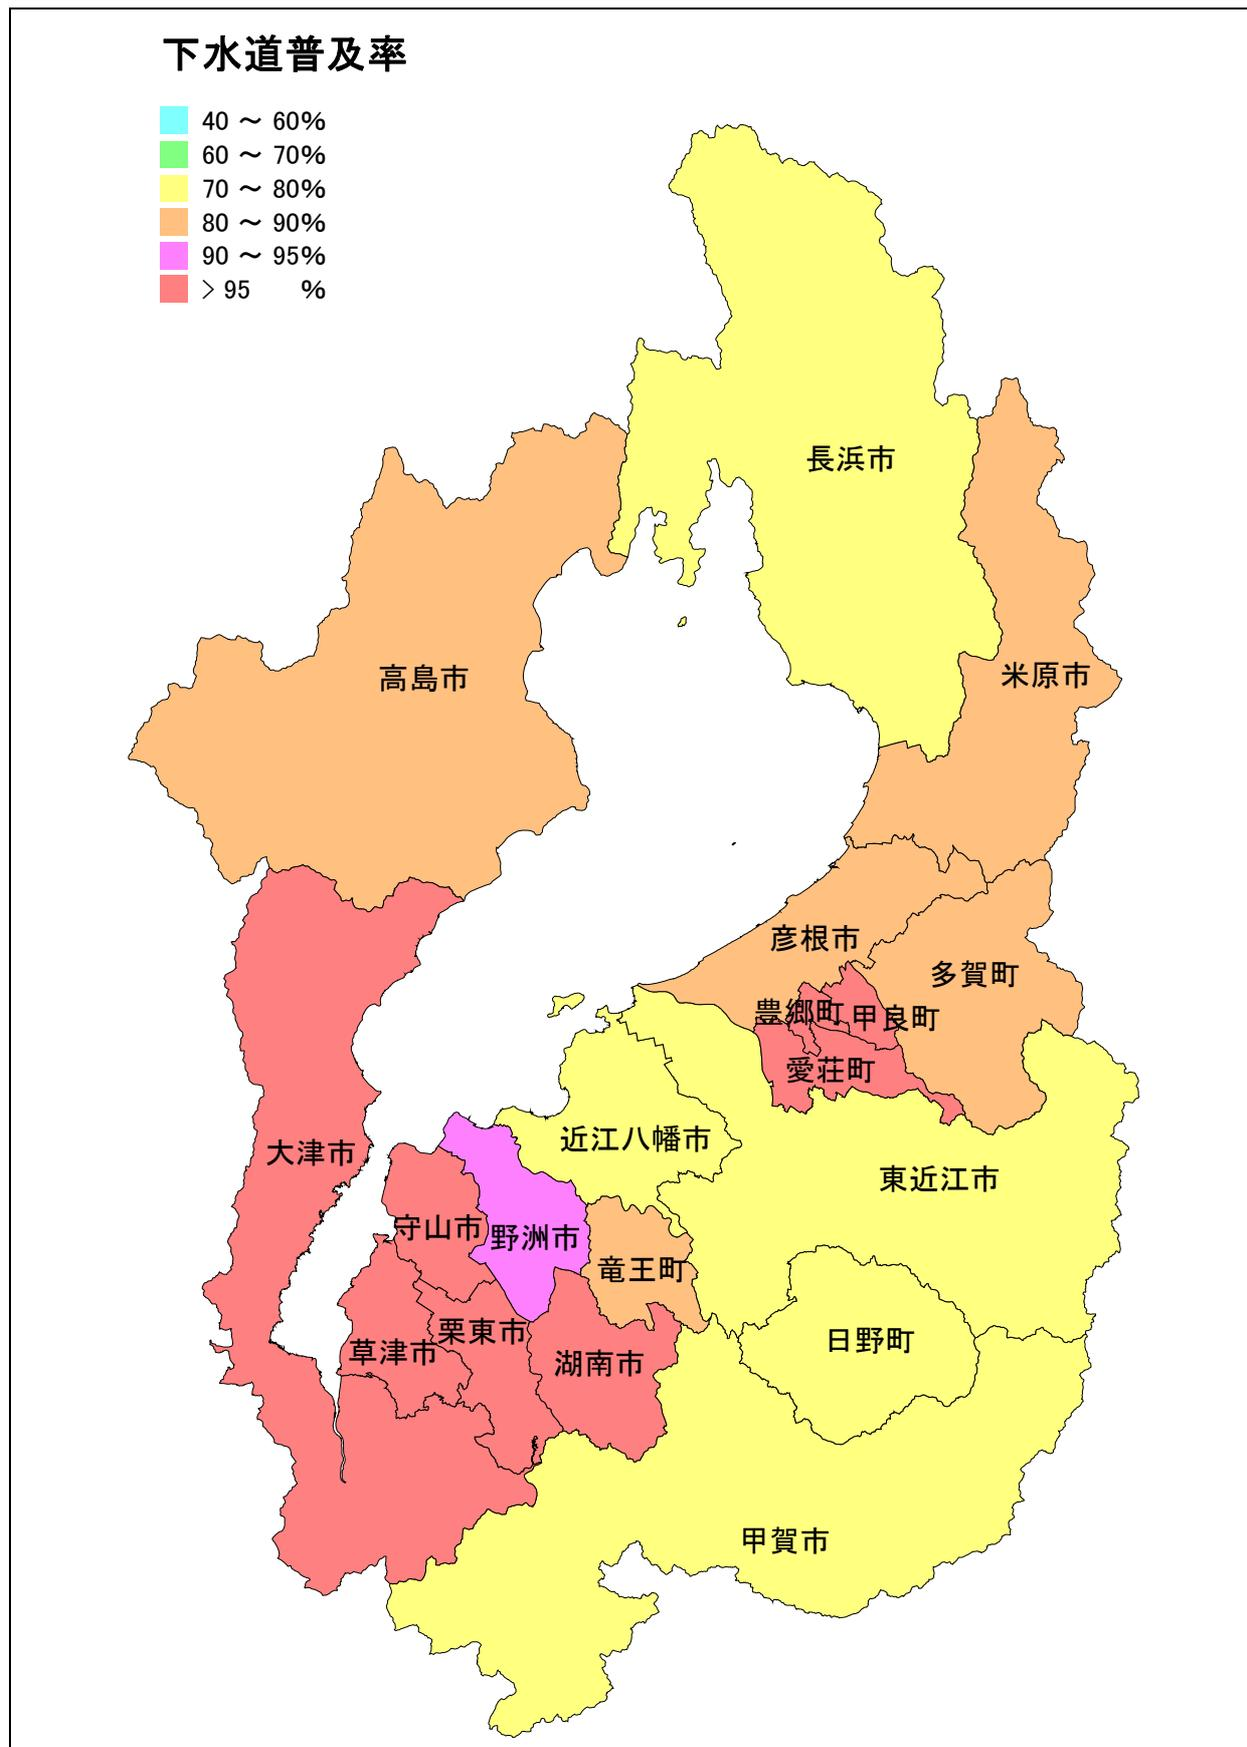 下水道普及率
40 ～ 60%
60 ～ 70%
70 ～ 80%
80 ～ 90%
90 ～ 95%
> 95 %
長浜市
高島市
米原市
彦根市
多賀町
豊郷町
甲良町
愛荘町
近江八幡市
大津市
東近江市
守山市
野洲市
竜王町
栗東市
日野町
草津市
湖南市
甲賀市